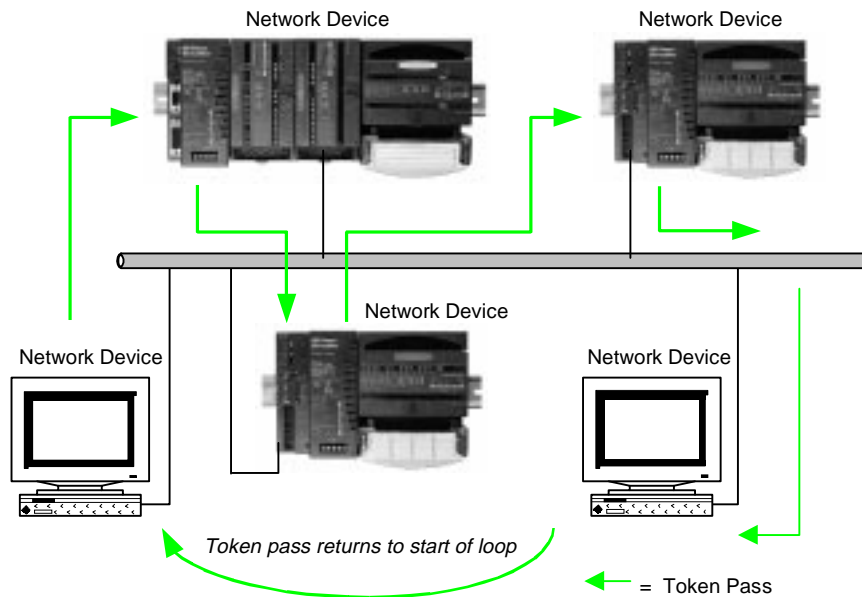 Network Device
Network Device
Network Device
Network Device
Network Device
Token pass returns to start of loop
= Token Pass